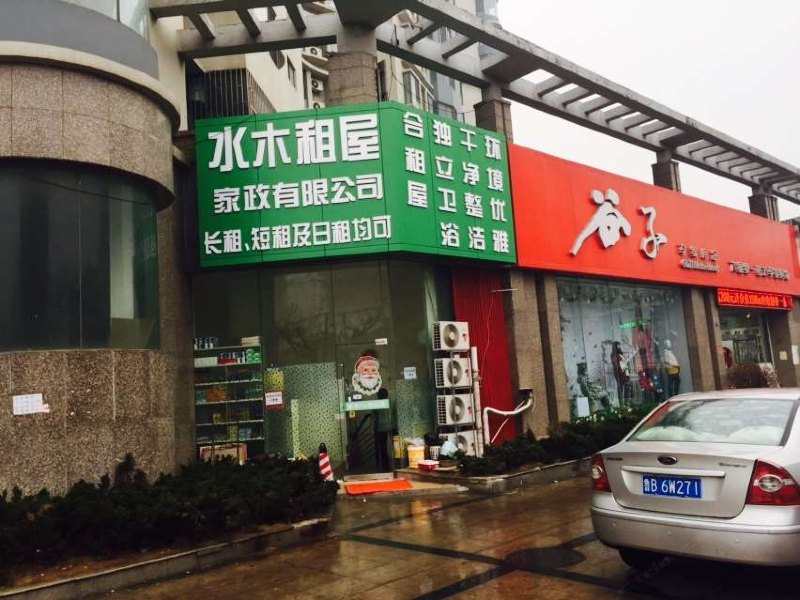 水木租屋
家政有限公司
长租、短租及日租均可
合租屋
独立卫浴
干净整洁
环境优雅
谷子
鲁B 6W271